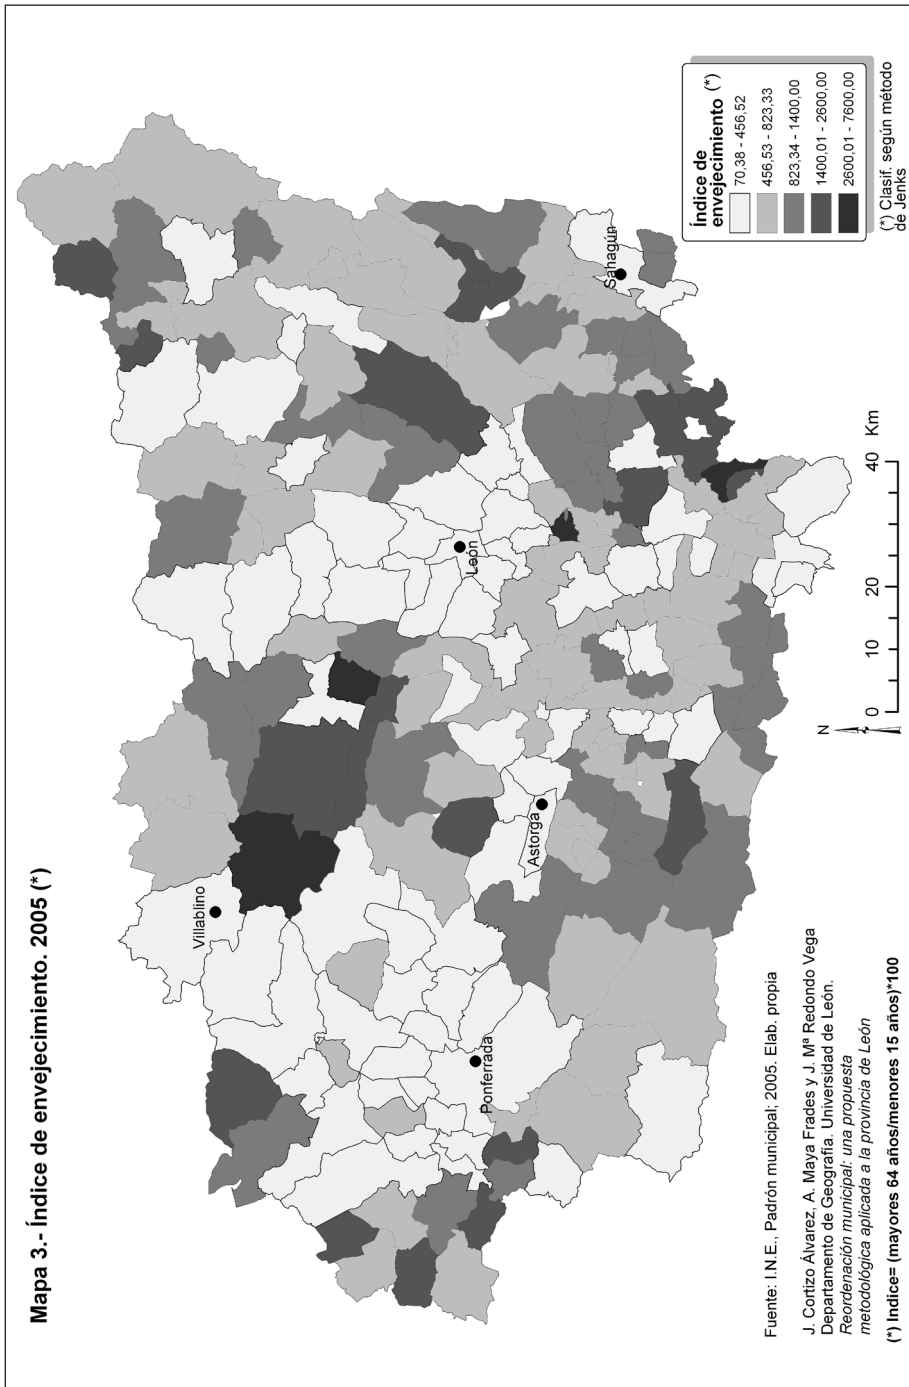 Mapa 3.- Índice de envejecimiento. 2005 (*)
Villablino
Ponferrada
Astorga
León
Sahagún
Fuente: I.N.E., Padrón municipal; 2005. Elab. propia
J. Cortizo Álvarez, A. Maya Frades y J. Mª Redondo Vega
Departamento de Geografía. Universidad de León.
Reordenación municipal: una propuesta
metodológica aplicada a la provincia de León
(*) Indice= (mayores 64 años/menores 15 años)*100
N
0 10 20 40 Km
Índice de
envejecimiento (*)
70,38 - 456,52
456,53 - 823,33
823,34 - 1400,00
1400,01 - 2600,00
2600,01 - 7600,00
(*) Clasif. según método
de Jenks